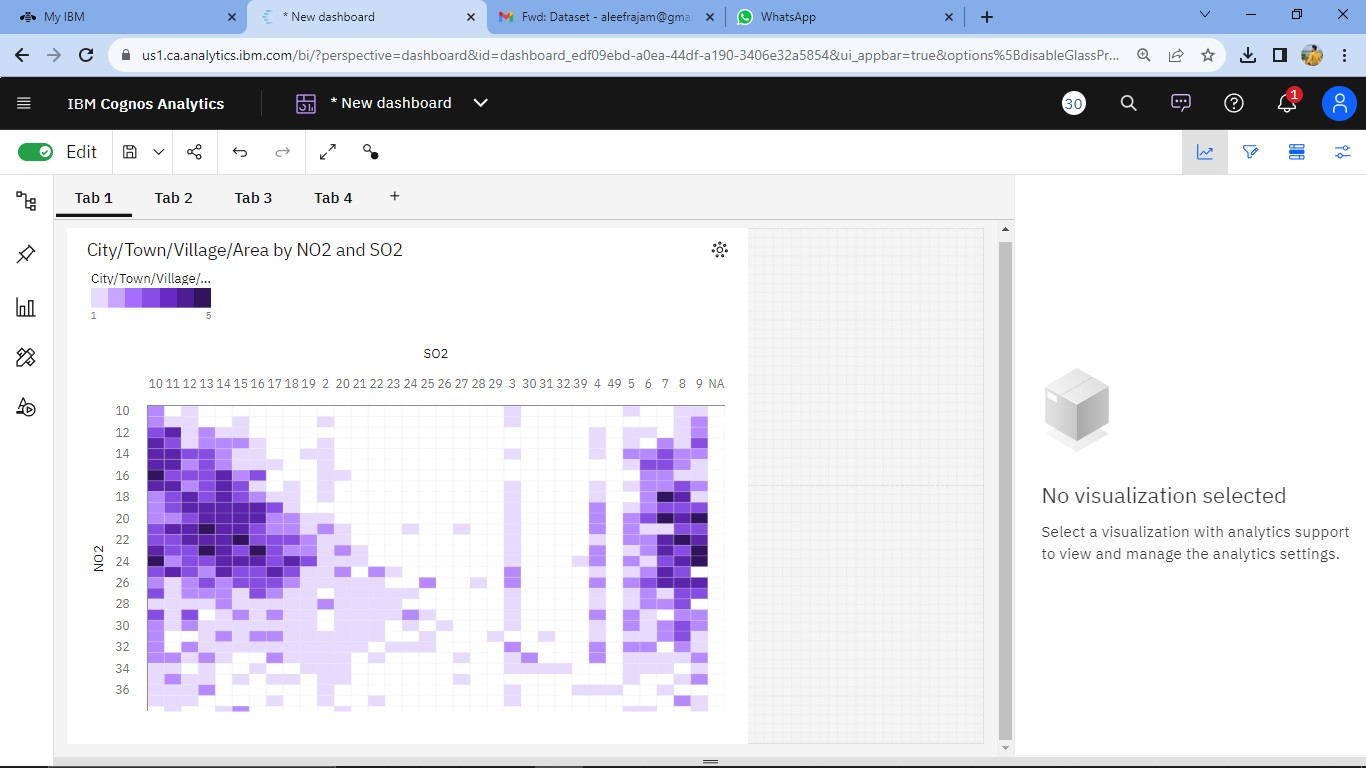 My IBM
* New dashboard
Fwd: Dataset - aleefrajam@gma
WhatsApp
us1.ca.analytics.ibm.com/bi/?perspective=dashboard&id=dashboard_edf09ebd-a0ea-44df-a190-3406e32a5854&ui_appbar=true&options%5BdisableGlassPr...
IBM Cognos Analytics
* New dashboard
30
1
Edit
Tab 1 Tab 2 Tab 3 Tab 4 +
City/Town/Village/Area by NO2 and SO2
City/Town/Village/...
1 5
SO2
10 11 12 13 14 15 16 17 18 19 2 20 21 22 23 24 25 26 27 28 29 3 30 31 32 39 4 49 5 6 7 8 9 NA
NO2
10
12
14
16
18
20
22
24
26
28
30
32
34
36
No visualization selected
Select a visualization with analytics support
to view and manage the analytics settings.